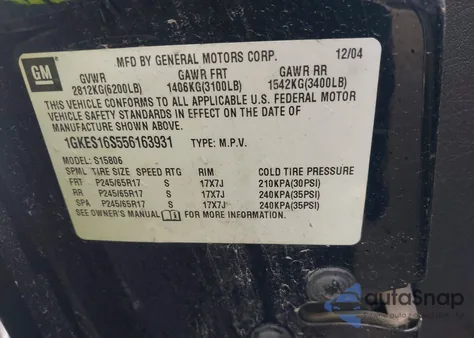 GM
MFD BY GENERAL MOTORS CORP. 12/04
GVWR GAWR FRT GAWR RR
2812KG(6200LB) 1406KG(3100LB) 1542KG(3400LB)
THIS VEHICLE CONFORMS TO ALL APPLICABLE U.S. FEDERAL MOTOR
VEHICLE SAFETY STANDARDS IN EFFECT ON THE DATE OF
MANUFACTURE SHOWN ABOVE.
1GKES16S556163931 TYPE: M.P.V.
MODEL: S15806
SPML TIRE SIZE SPEED RTG RIM COLD TIRE PRESSURE
FRT P245/65R17 S 17X7J 210KPA(30PSI)
RR P245/65R17 S 17X7J 240KPA(35PSI)
SPA P245/65R17 S 17X7J 240KPA(35PSI)
SEE OWNER'S MANUAL FOR MORE INFORMATION
autoSnap